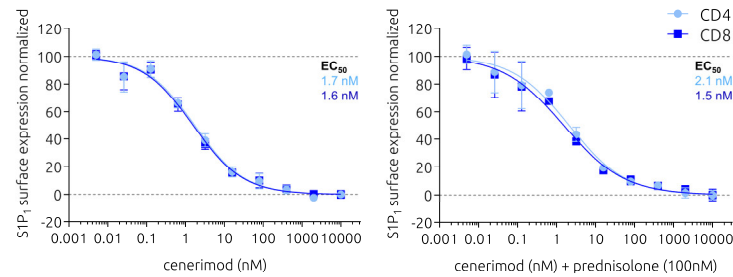 CD4
CD8
S1P₁ surface expression normalized
120
100
80
60
40
20
0
-20
EC₅₀
1.7 nM
1.6 nM
0.001 0.01 0.1 1 10 100 1000 10000
cenerimod (nM)
S1P₁ surface expression normalized
120
100
80
60
40
20
0
-20
EC₅₀
2.1 nM
1.5 nM
0.001 0.01 0.1 1 10 100 1000 10000
cenerimod (nM) + prednisolone (100nM)